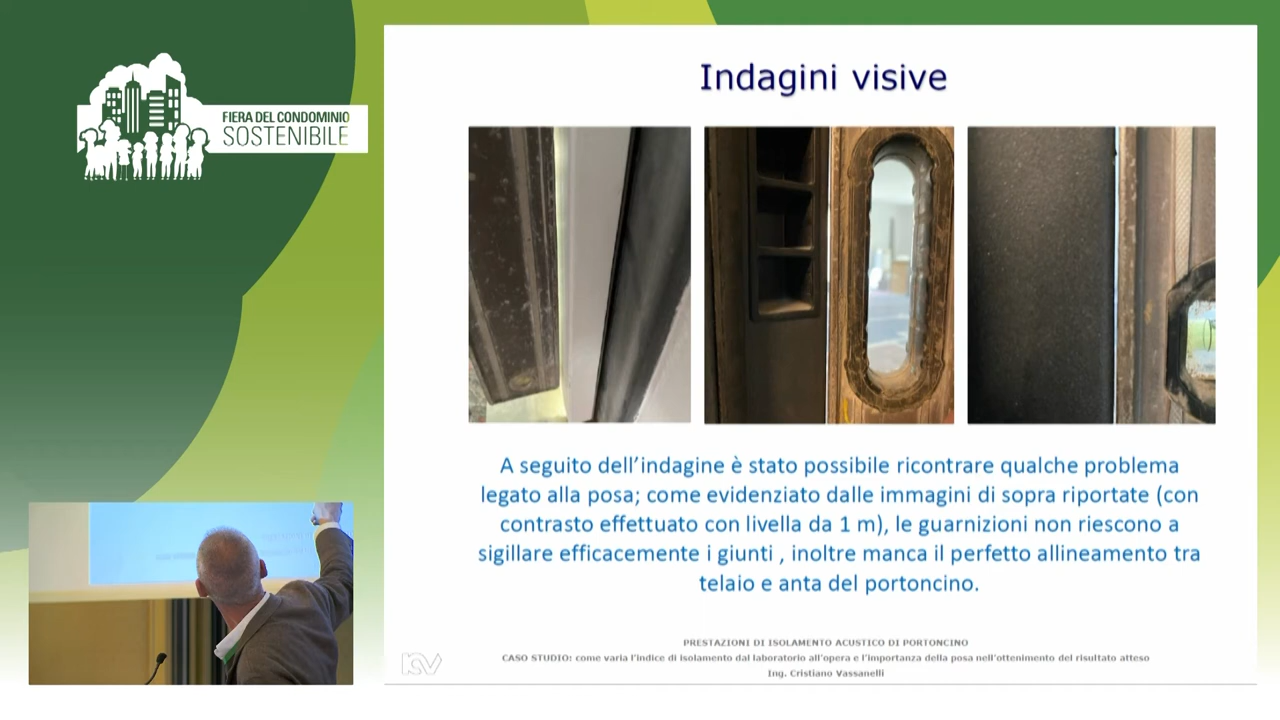 FIERA DEL CONDOMINIO
SOSTENIBILE
Indagini visive
A seguito dell'indagine è stato possibile ricontrare qualche problema
legato alla posa; come evidenziato dalle immagini di sopra riportate (con
contrasto effettuato con livella da 1 m), le guarnizioni non riescono a
sigillare efficacemente i giunti , inoltre manca il perfetto allineamento tra
telaio e anta del portoncino.
PRESTAZIONI DI ISOLAMENTO ACUSTICO DI PORTONCINO
CASO STUDIO: come varia l'indice di isolamento dal laboratorio all'opera e l'importanza della posa nell'ottenimento del risultato atteso
Ing. Cristiano Vassanelli